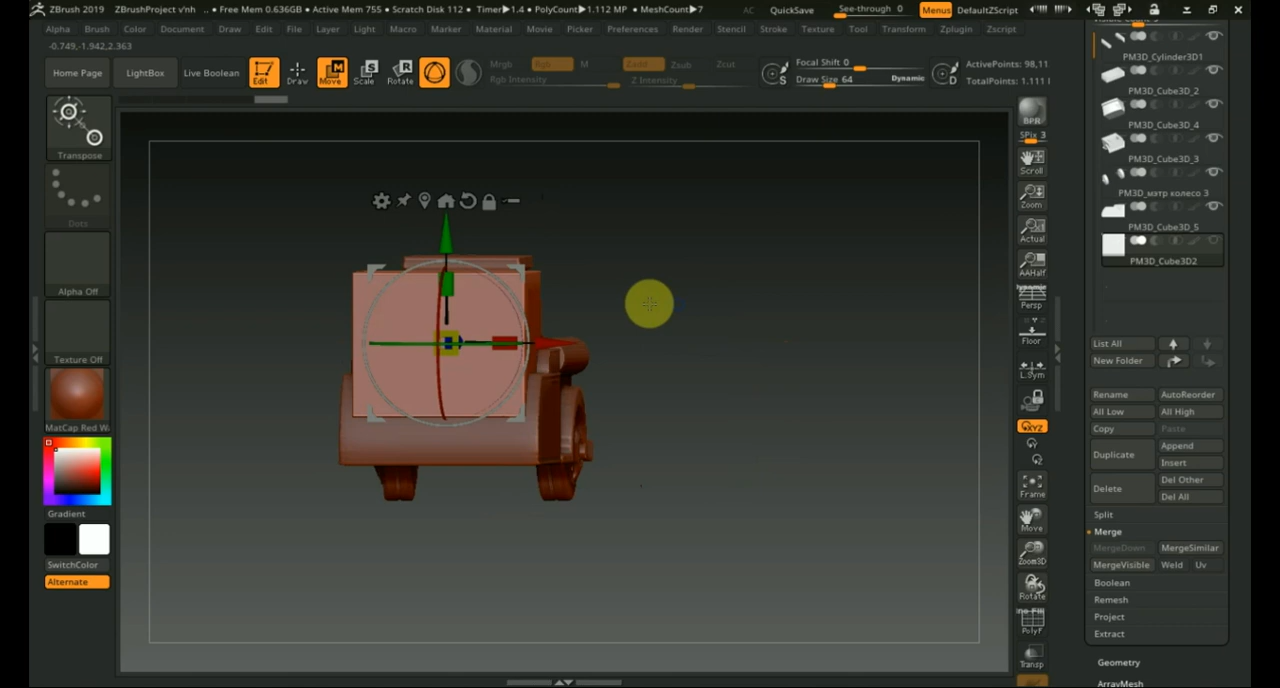 ZBrush 2019 ZBrushProject v'nh .. • Free Mem 0.636GB • Active Mem 755 • Scratch Disk 112 • Timer▶1.4 • PolyCount▶1.112 MP • MeshCount▶7 AC QuickSave See-through 0 Menus DefaultZScript
Alpha Brush Color Document Draw Edit File Layer Light Macro Marker Material Movie Picker Preferences Render Stencil Stroke Texture Tool Transform Zplugin Zscript
-0.749,-1.942,2.363
Home Page LightBox Live Boolean Edit Draw Move Scale Rotate Mrgb Rgb M Zadd Zsub Zcut Focal Shift 0 ActivePoints: 98,11
Rgb Intensity Z Intensity Draw Size 64 Dynamic TotalPoints: 1.111
PM3D_Cylinder3D1
PM3D_Cube3D_2
PM3D_Cube3D_4
PM3D_Cube3D_3
PM3D_мэтр колесо 3
PM3D_Cube3D_5
PM3D_Cube3D2
Transpose
Dots
Alpha Off
Texture Off
MatCap Red W
Gradient
SwitchColor
Alternate
BPR
SPix 3
Scroll
Zoom
Actual
AAHalf
Dynamic
Persp
Floor
L.Sym
XYZ
Frame
Move
Zoom3D
Rotate
Line Fill
PolyF
Transp
List All
New Folder
Rename AutoReorder
All Low All High
Copy Paste
Duplicate Append
Insert
Delete Del Other
Del All
Split
Merge
MergeDown MergeSimilar
MergeVisible Weld Uv
Boolean
Remesh
Project
Extract
Geometry
ArrayMesh